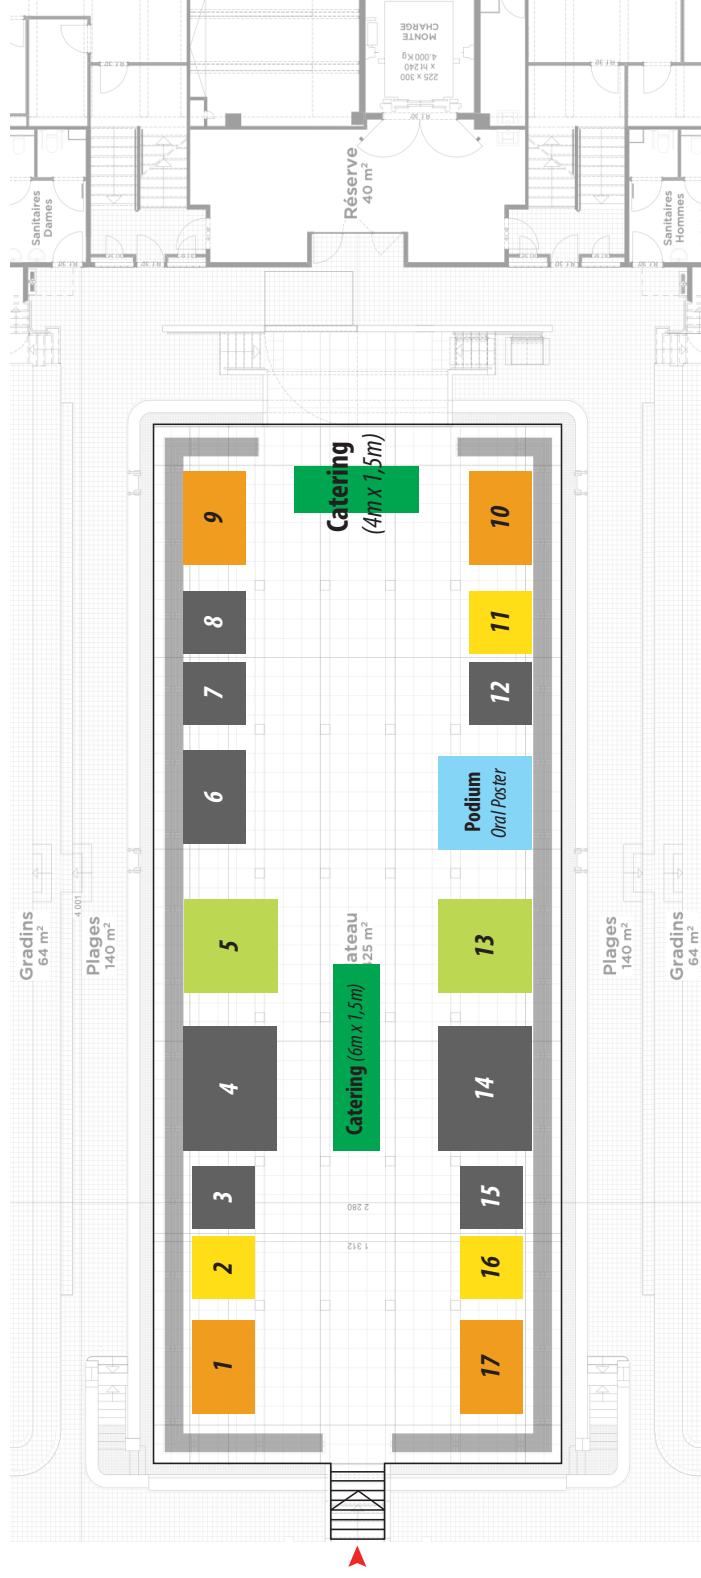 MONTE
CHARGE
225 x 300
x ht 240
4.000 Kg
Réserve
40 m²
Sanitaires
Dames
Sanitaires
Hommes
Catering
(4m x 1,5m)
9
10
8
11
7
12
6
Podium
Oral Poster
Gradins
64 m²
Plages
140 m²
4.001
5
ateau
13
Plages
140 m²
Gradins
64 m²
Catering (6m x 1,5m)
4
14
3
15
2 280
1 312
2
16
1
17